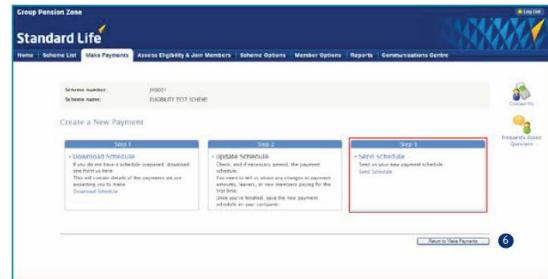 Group Pension Zone
Log Out
Standard Life
Home Scheme List Make Payments Assess Eligibility & Join Members Scheme Options Member Options Reports Communications Centre
Scheme number:
Scheme name: ELIGIBILITY TEST SCHEME
Contact Us
Create a New Payment
Frequently Asked Questions
Step 1
Download Schedule
If you do not have a schedule prepared, download
one from us here.
This will contain details of the payments we are
expecting you to make
Download Schedule
Step 2
Update Schedule
Check, and if necessary amend, the payment
schedule.
You need to tell us about any changes to payment
amounts, leavers, or new members paying for the
first time.
Once you've finished, save the new payment
schedule on your computer.
Step 3
Send Schedule
Send us your new payment schedule.
Send Schedule
Return to Make Payments
6